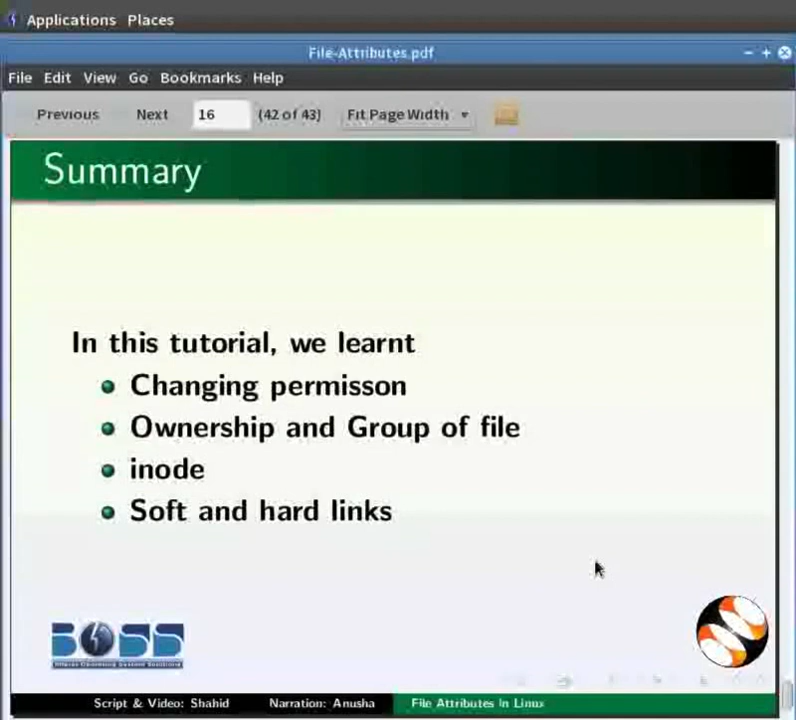 Applications Places
File-Attributes.pdf
File Edit View Go Bookmarks Help
Previous Next 16 (42 of 43) Fit Page Width
Summary
In this tutorial, we learnt
Changing permisson
Ownership and Group of file
inode
Soft and hard links
BOSS
Script & Video: Shahid Narration: Anusha File Attributes In Linux